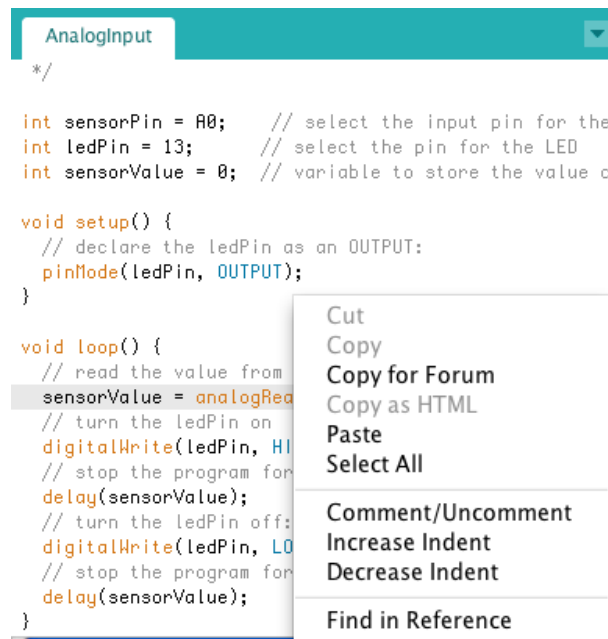 AnalogInput
*/
int sensorPin = A0;    // select the input pin for the
int ledPin = 13;      // select the pin for the LED
int sensorValue = 0;  // variable to store the value
void setup() {
  // declare the ledPin as an OUTPUT:
  pinMode(ledPin, OUTPUT);
}
void loop() {
  // read the value from
  sensorValue = analogRea
  // turn the ledPin on
  digitalWrite(ledPin, HI
  // stop the program for
  delay(sensorValue);
  // turn the ledPin off:
  digitalWrite(ledPin, LO
  // stop the program for
  delay(sensorValue);
}
Cut
Copy
Copy for Forum
Copy as HTML
Paste
Select All
Comment/Uncomment
Increase Indent
Decrease Indent
Find in Reference